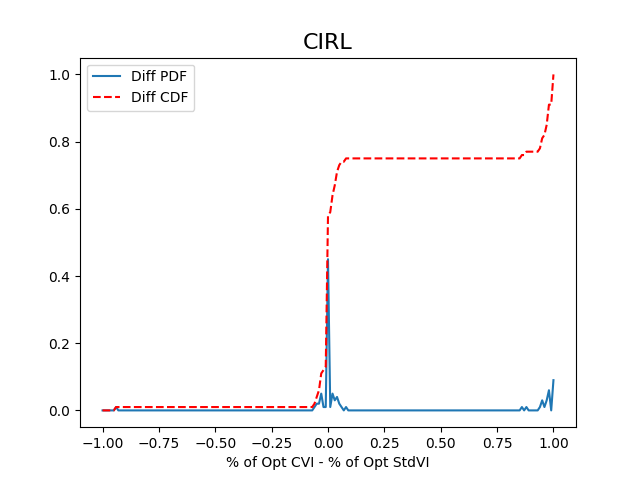 CIRL
Diff PDF
Diff CDF
1.0
0.8
0.6
0.4
0.2
0.0
−1.00 −0.75 −0.50 −0.25 0.00 0.25 0.50 0.75 1.00
% of Opt CVI - % of Opt StdVI